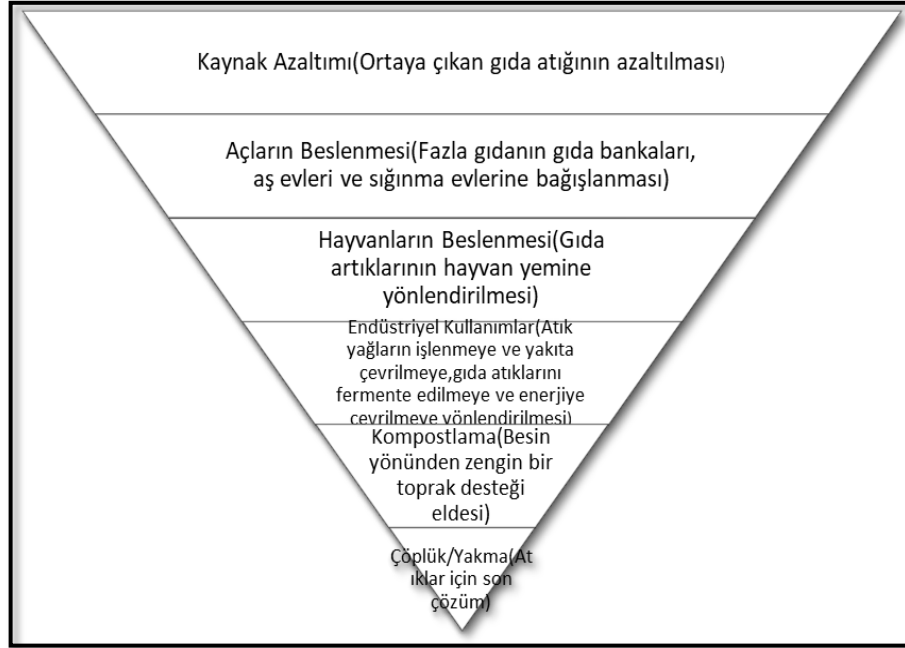 Kaynak Azaltımı(Ortaya çıkan gıda atığının azaltılması)
Açların Beslenmesi(Fazla gıdanın gıda bankaları,
aş evleri ve sığınma evlerine bağışlanması)
Hayvanların Beslenmesi(Gıda
artıklarının hayvan yemine
yönlendirilmesi)
Endüstriyel Kullanımlar(Atık
yağların işlenmeye ve yakıta
çevrilmeye,gıda atıklarını
fermente edilmeye ve enerjiye
çevrilmeye yönlendirilmesi)
Kompostlama(Besin
yönünden zengin bir
toprak desteği
eldesi)
Çöplük/Yakma(At
ıklar için son
çözüm)